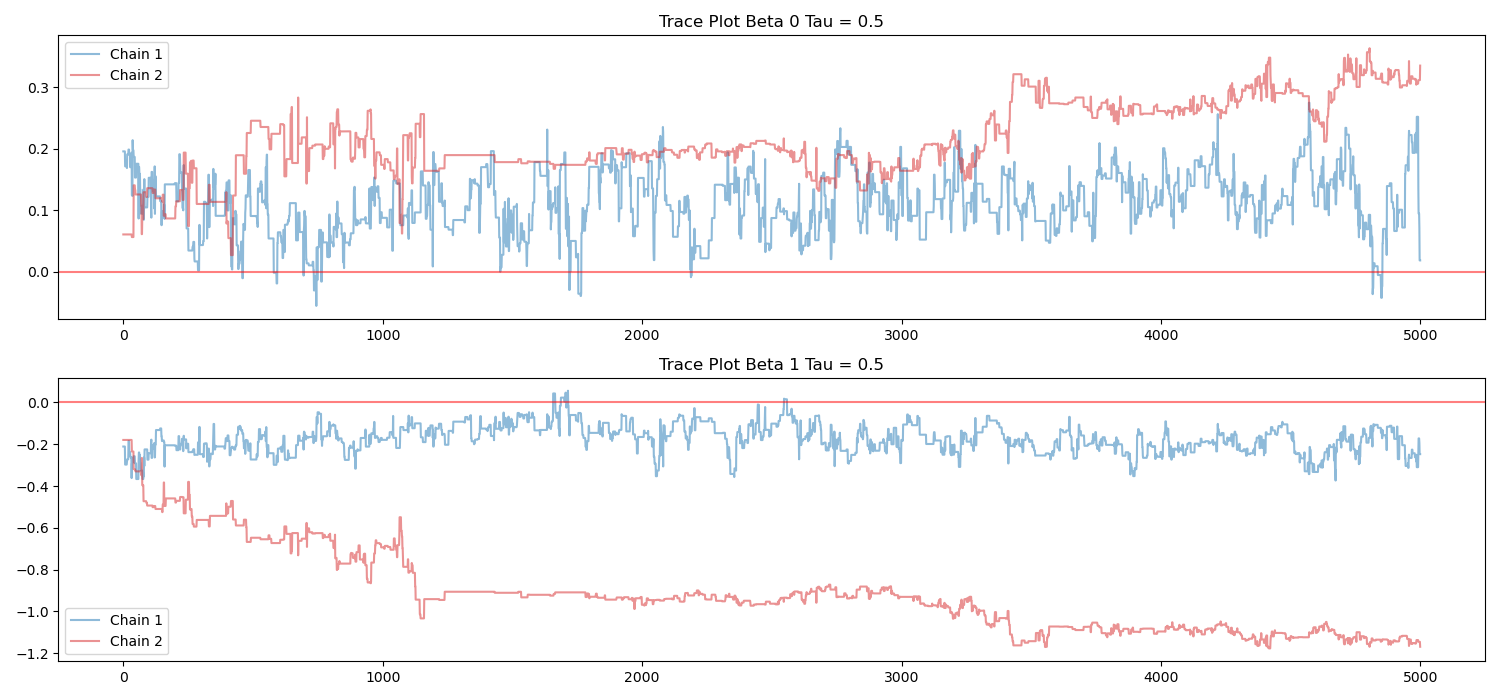 Trace Plot Beta 0 Tau = 0.5
Chain 1
Chain 2
0.3
0.2
0.1
0.0
0 1000 2000 3000 4000 5000
Trace Plot Beta 1 Tau = 0.5
0.0
−0.2
−0.4
−0.6
−0.8
−1.0
−1.2
Chain 1
Chain 2
0 1000 2000 3000 4000 5000